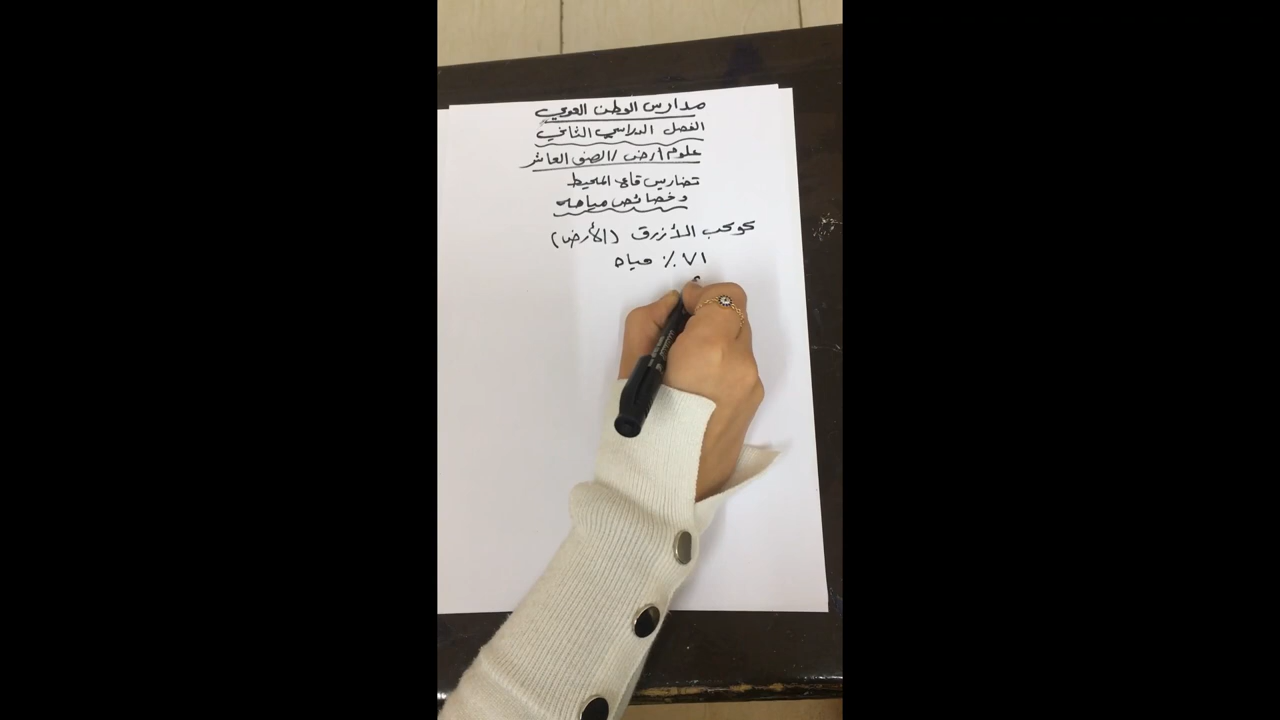 مدارس الوطن العربي
الفصل الدراسي الثاني
علوم أرض / الصف العاشر
تضاريس قاع المحيط
وخصائص مياهه
كوكب الأزرق (الأرض)
٧١ ٪ مياه